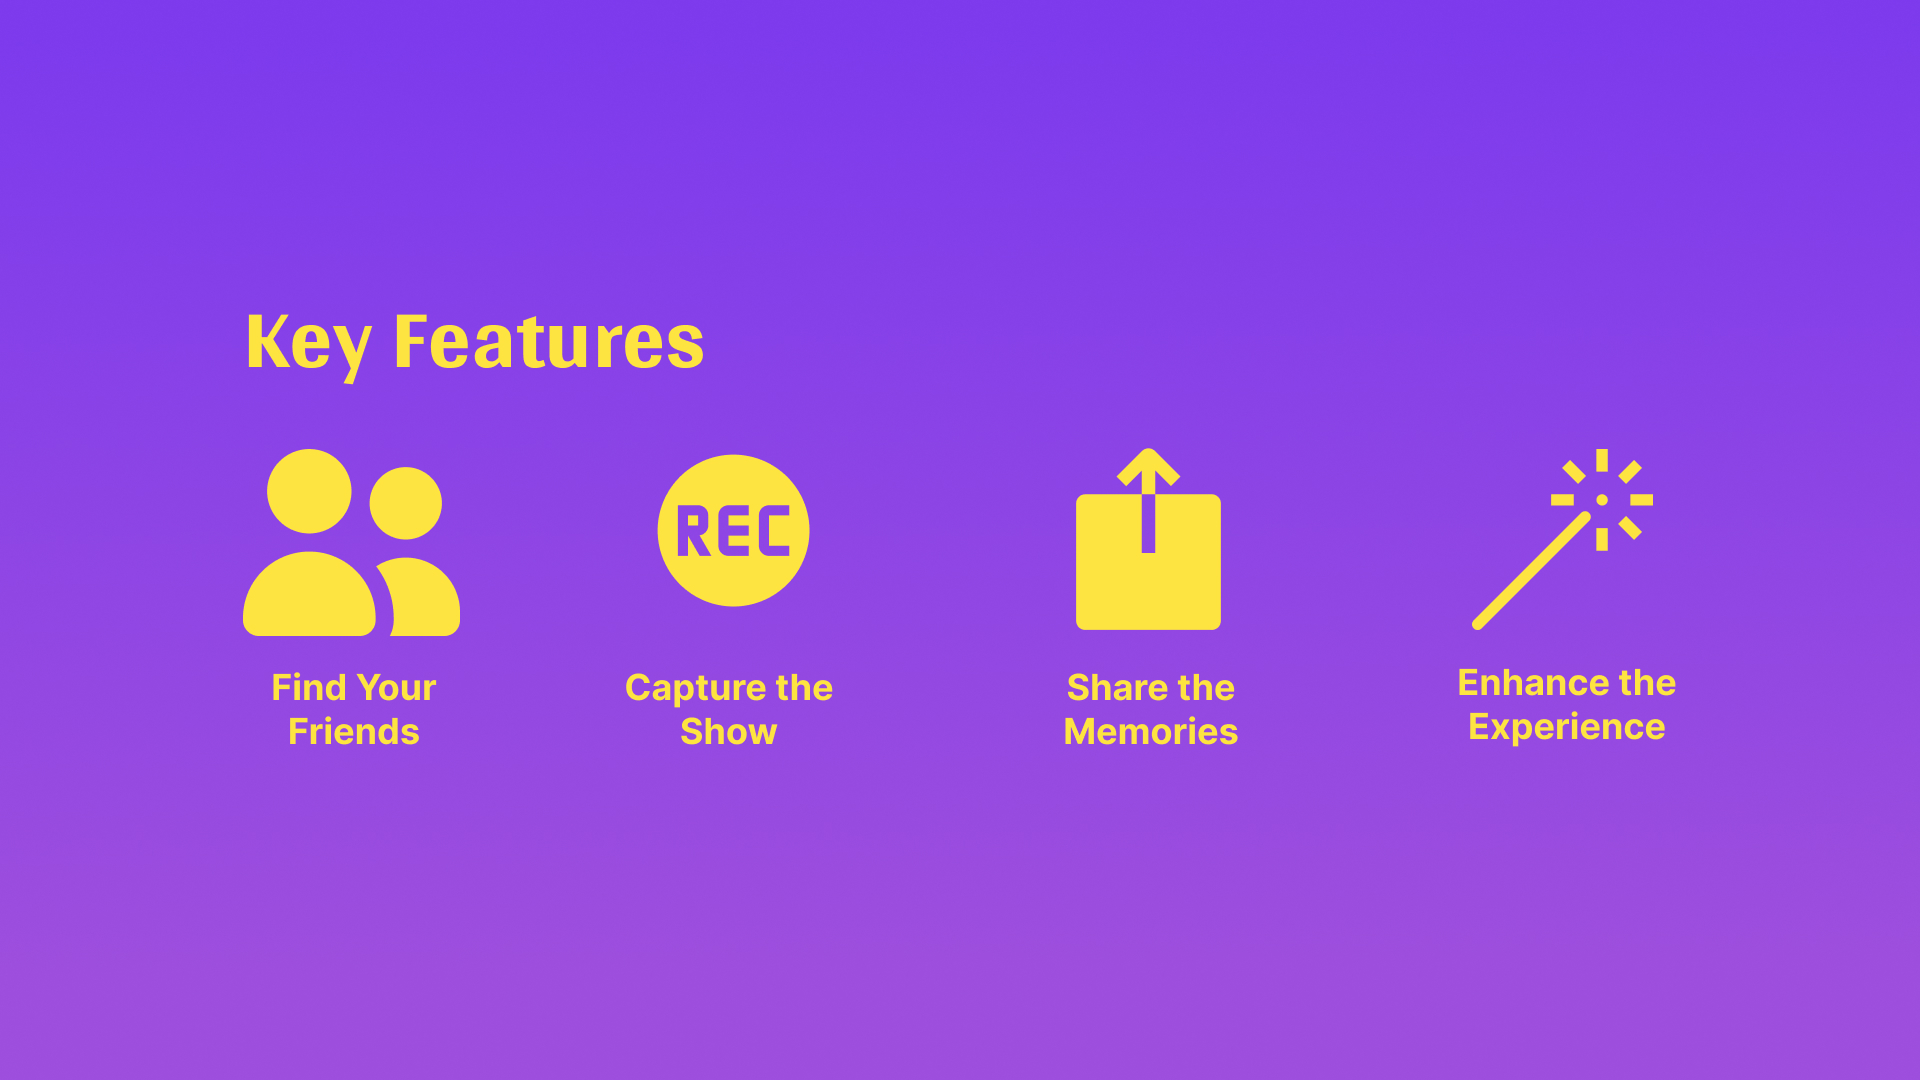 Key Features
REC
Find Your
Friends
Capture the
Show
Share the
Memories
Enhance the
Experience